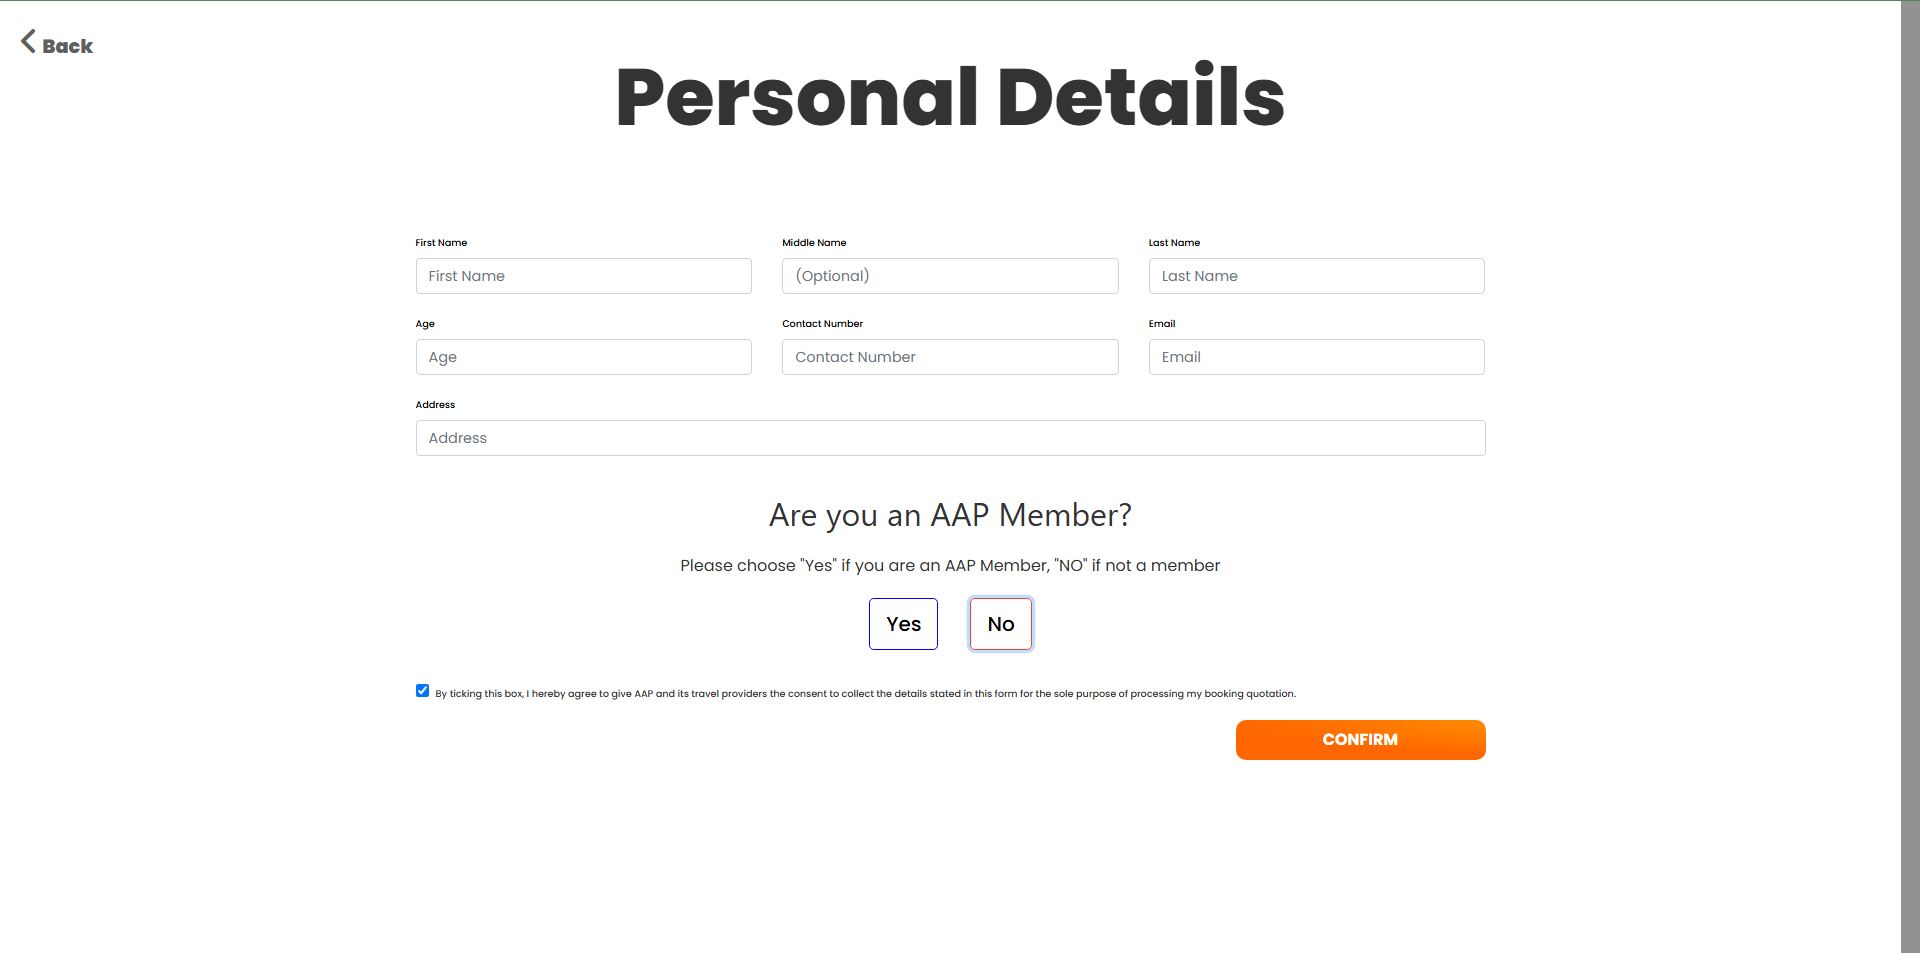 Back
Personal Details
First Name
Middle Name
Last Name
First Name
(Optional)
Last Name
Age
Contact Number
Email
Age
Contact Number
Email
Address
Address
Are you an AAP Member?
Please choose "Yes" if you are an AAP Member, "NO" if not a member
Yes
No
By ticking this box, I hereby agree to give AAP and its travel providers the consent to collect the details stated in this form for the sole purpose of processing my booking quotation.
CONFIRM